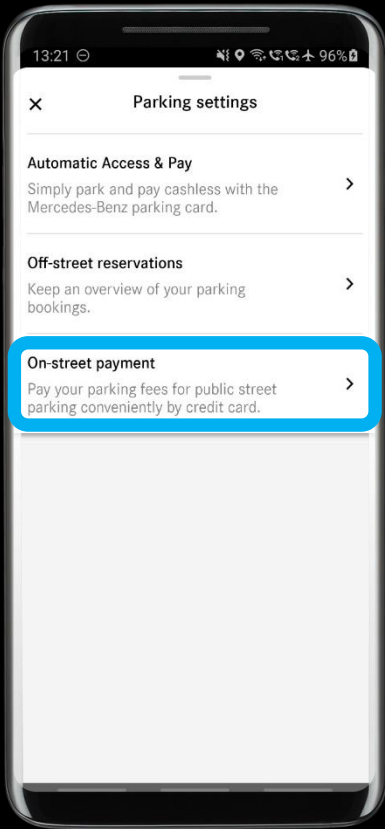 13:21 96%
Parking settings
Automatic Access & Pay
Simply park and pay cashless with the
Mercedes-Benz parking card.
Off-street reservations
Keep an overview of your parking
bookings.
On-street payment
Pay your parking fees for public street
parking conveniently by credit card.